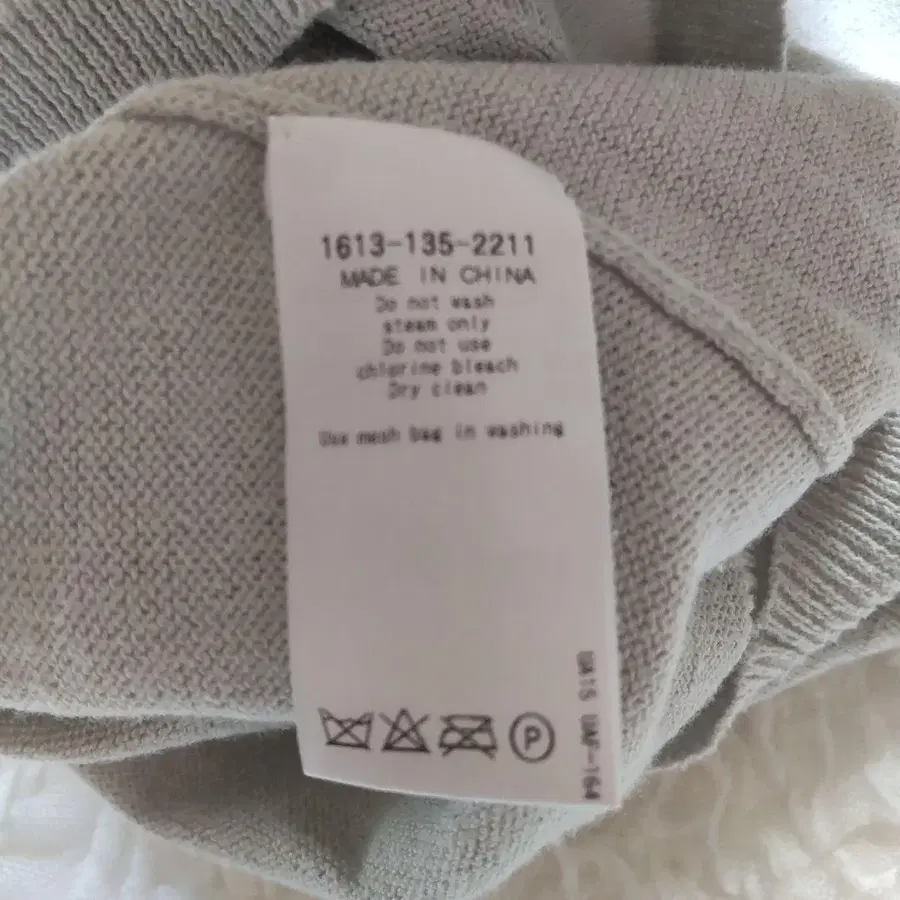 1613-135-2211
MADE IN CHINA
Do not wash
steam only
Do not use
chlorine bleach
Dry clean
Use mesh bag in washing
P